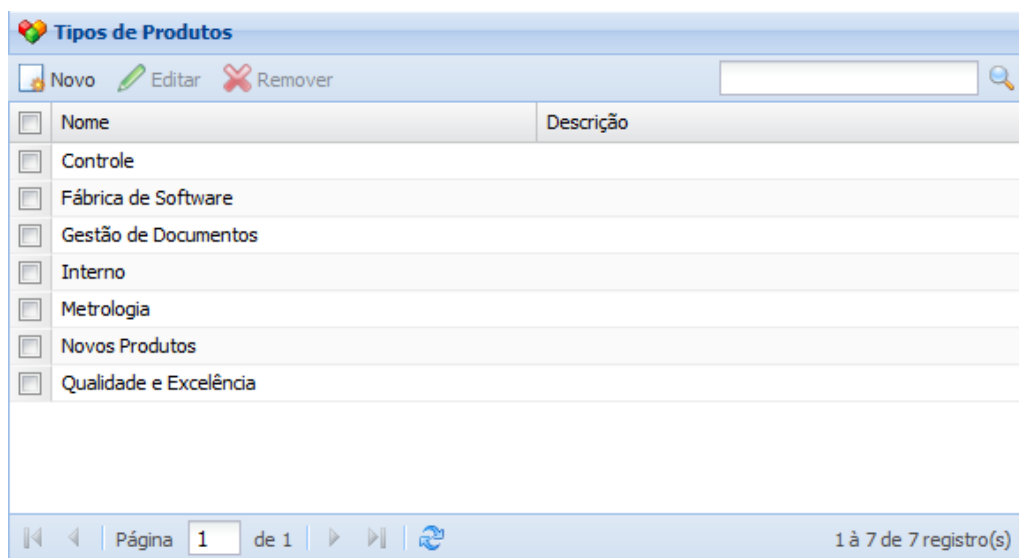 Tipos de Produtos
Novo Editar Remover
Nome Descrição
Controle
Fábrica de Software
Gestão de Documentos
Interno
Metrologia
Novos Produtos
Qualidade e Excelência
Página 1 de 1 1 à 7 de 7 registro(s)